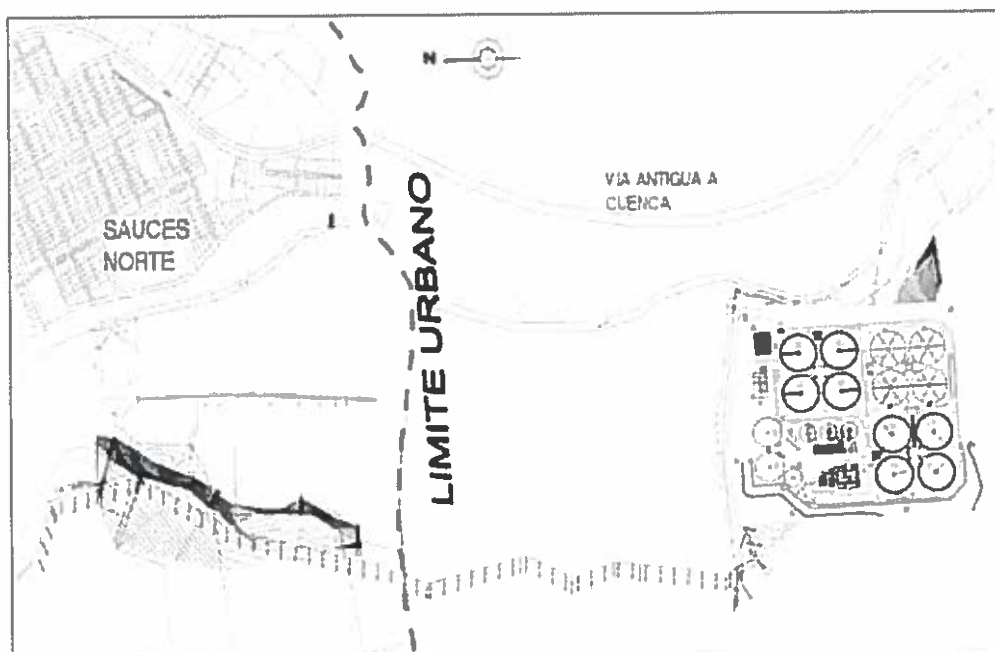 N
VIA ANTIGUA A
CUENCA
SAUCES
NORTE
LIMITE URBANO